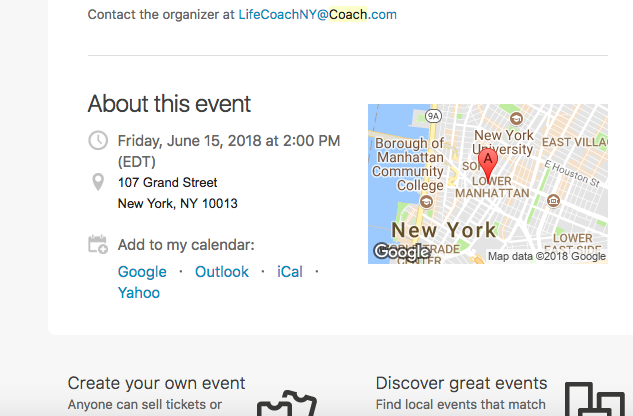 Contact the organizer at LifeCoachNY@Coach.com
About this event
Friday, June 15, 2018 at 2:00 PM
(EDT)
107 Grand Street
New York, NY 10013
Add to my calendar:
Google · Outlook · iCal ·
Yahoo
9A
New York
University
EAST VILLA
Borough of
Manhattan
Community
College
SO
A
LOWER
MANHATTAN
E Houston St
New York
TRADE
CENTER
LOWER
EAST SIDE
Google
Map data ©2018 Google
Create your own event
Anyone can sell tickets or
Discover great events
Find local events that match